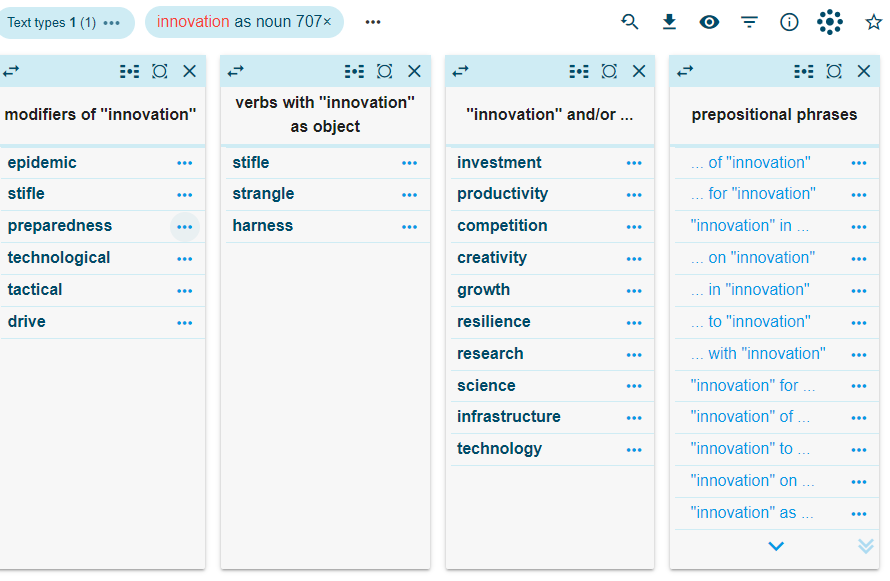 Text types 1 (1) •••
innovation as noun 707×
•••
modifiers of "innovation"
epidemic
stifle
preparedness
technological
tactical
drive
verbs with "innovation"
as object
stifle
strangle
harness
"innovation" and/or ...
investment
productivity
competition
creativity
growth
resilience
research
science
infrastructure
technology
prepositional phrases
... of "innovation"
... for "innovation"
"innovation" in ...
... on "innovation"
... in "innovation"
... to "innovation"
... with "innovation"
"innovation" for ...
"innovation" of ...
"innovation" to ...
"innovation" on ...
"innovation" as ...